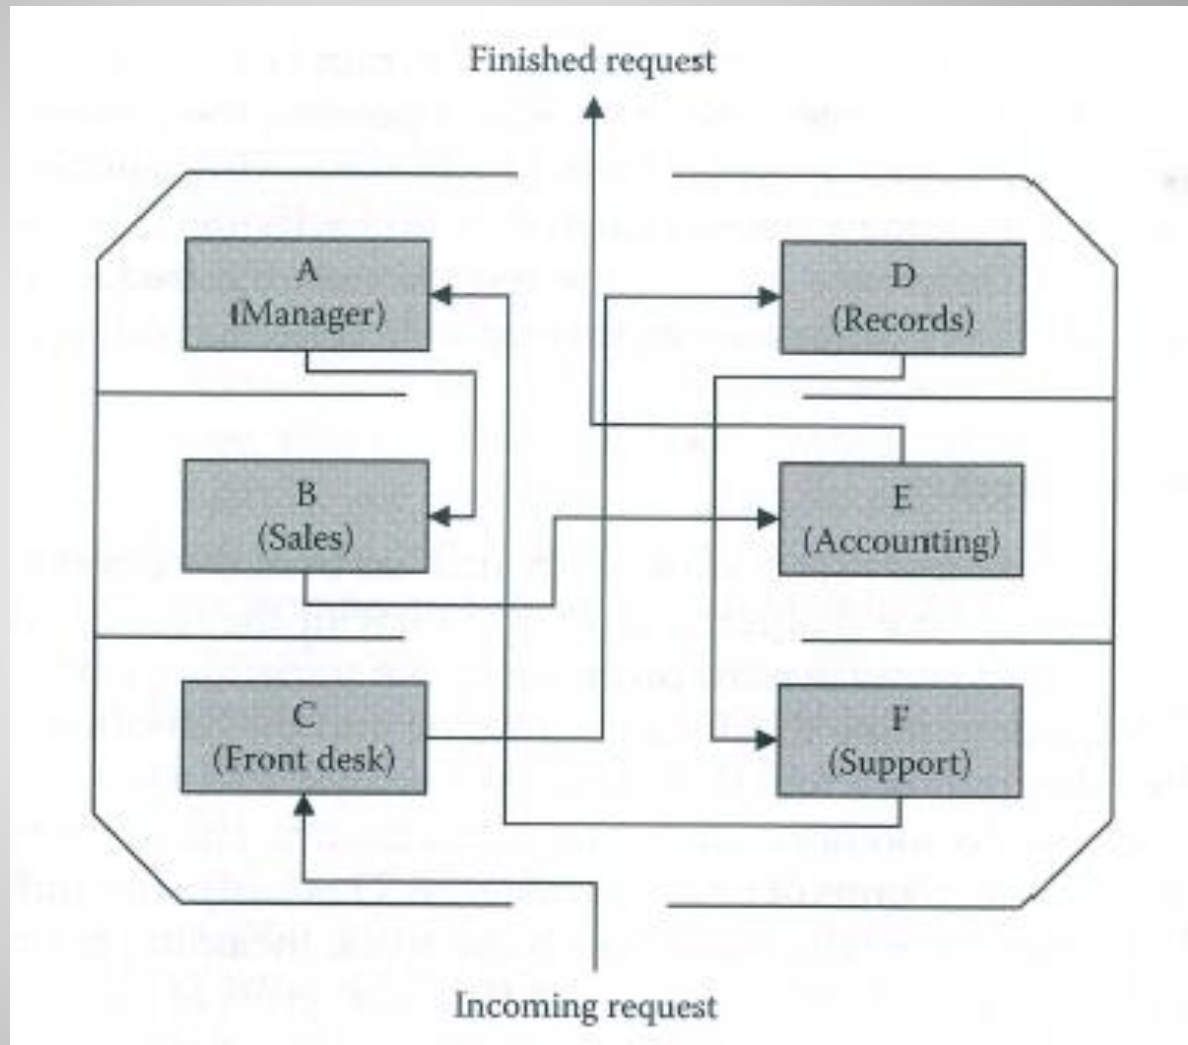 Finished request
A
(Manager)
D
(Records)
B
(Sales)
E
(Accounting)
C
(Front desk)
F
(Support)
Incoming request